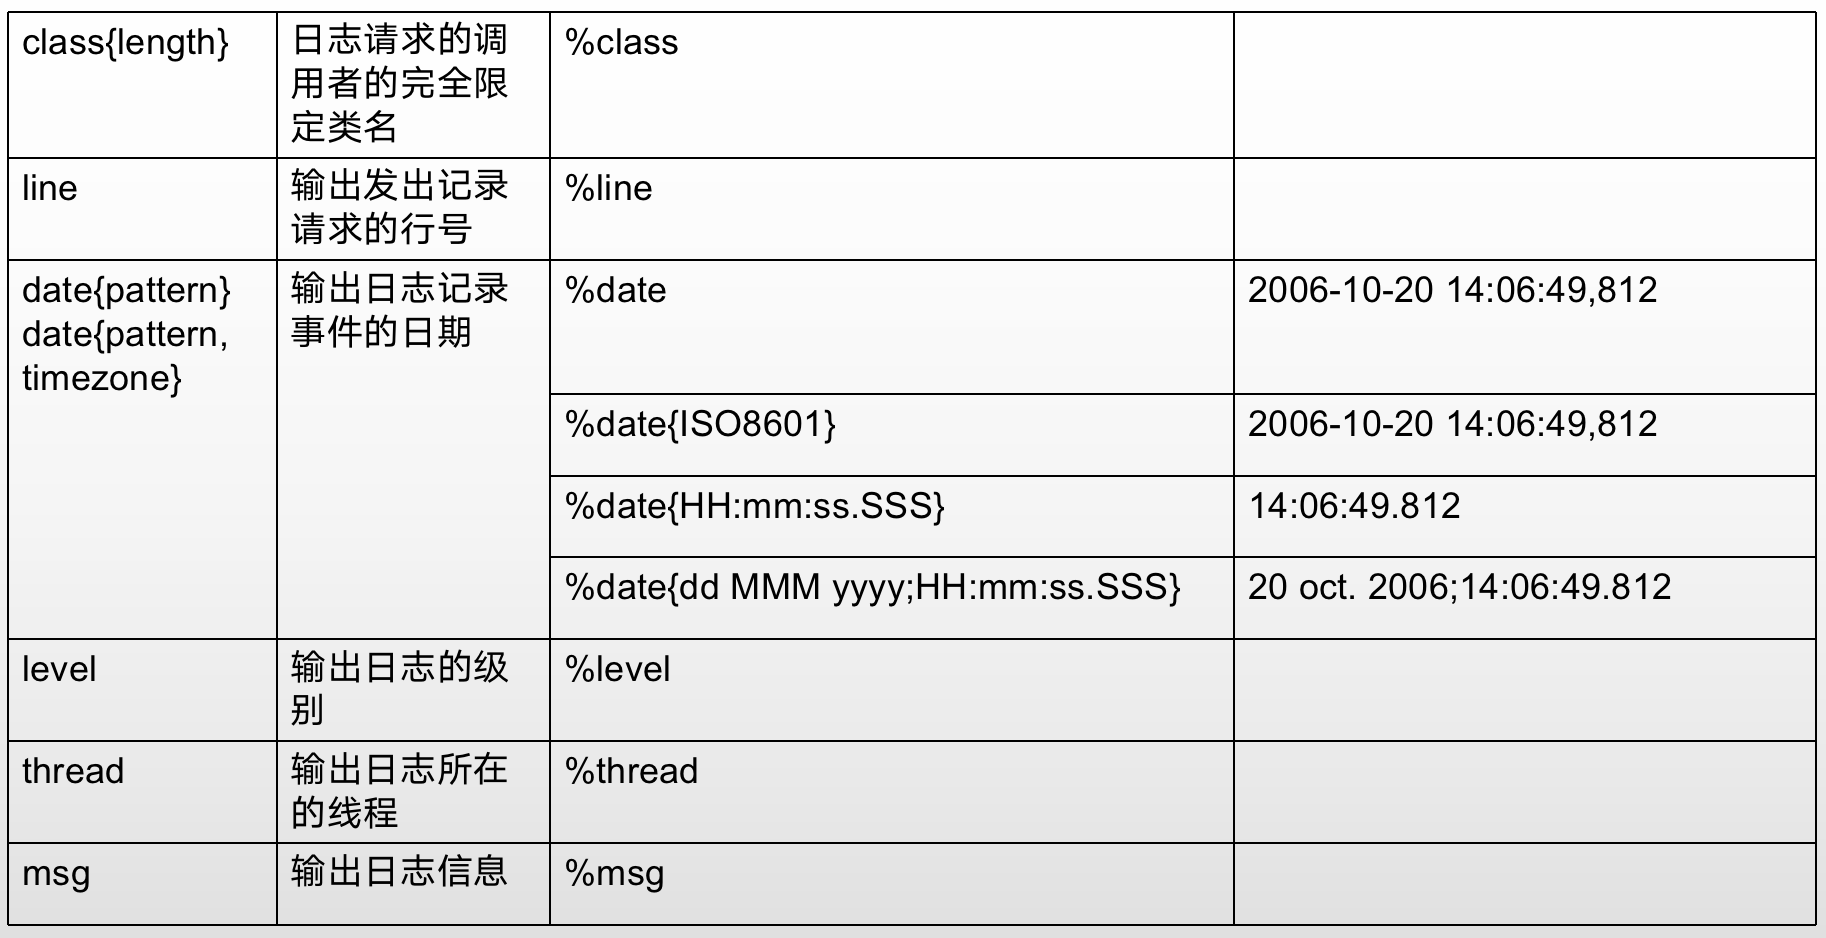 class{length}
日志请求的调
用者的完全限
定类名
%class
line
输出发出记录
请求的行号
%line
date{pattern}
date{pattern,
timezone}
输出日志记录
事件的日期
%date
2006-10-20 14:06:49,812
%date{ISO8601}
2006-10-20 14:06:49,812
%date{HH:mm:ss.SSS}
14:06:49.812
%date{dd MMM yyyy;HH:mm:ss.SSS}
20 oct. 2006;14:06:49.812
level
输出日志的级
别
%level
thread
输出日志所在
的线程
%thread
msg
输出日志信息
%msg